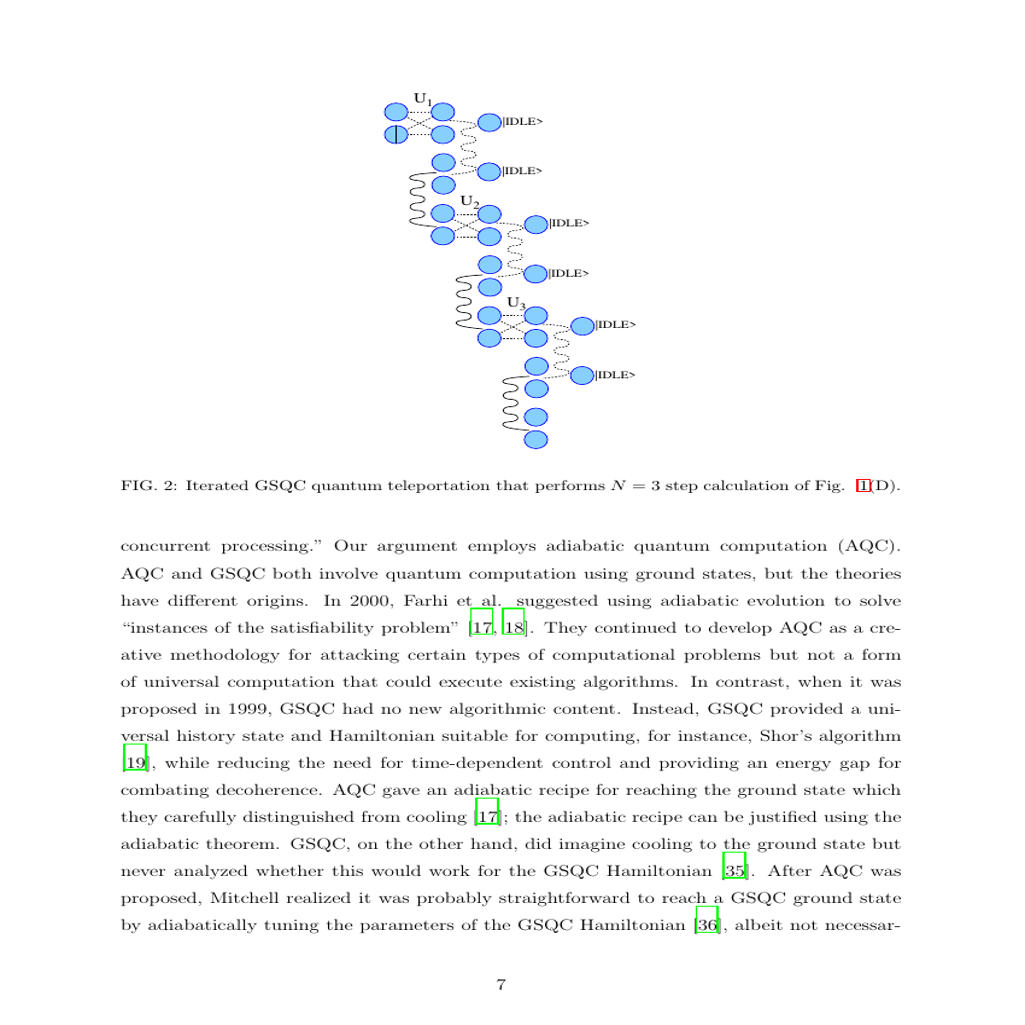 U1
|IDLE>
|IDLE>
U2
|IDLE>
|IDLE>
U3
|IDLE>
|IDLE>
FIG. 2: Iterated GSQC quantum teleportation that performs N = 3 step calculation of Fig. 1(D).
concurrent processing.” Our argument employs adiabatic quantum computation (AQC).
AQC and GSQC both involve quantum computation using ground states, but the theories
have different origins. In 2000, Farhi et al. suggested using adiabatic evolution to solve
“instances of the satisfiability problem” [17, 18]. They continued to develop AQC as a cre-
ative methodology for attacking certain types of computational problems but not a form
of universal computation that could execute existing algorithms. In contrast, when it was
proposed in 1999, GSQC had no new algorithmic content. Instead, GSQC provided a uni-
versal history state and Hamiltonian suitable for computing, for instance, Shor’s algorithm
[19], while reducing the need for time-dependent control and providing an energy gap for
combating decoherence. AQC gave an adiabatic recipe for reaching the ground state which
they carefully distinguished from cooling [17]; the adiabatic recipe can be justified using the
adiabatic theorem. GSQC, on the other hand, did imagine cooling to the ground state but
never analyzed whether this would work for the GSQC Hamiltonian [35]. After AQC was
proposed, Mitchell realized it was probably straightforward to reach a GSQC ground state
by adiabatically tuning the parameters of the GSQC Hamiltonian [36], albeit not necessar-
7